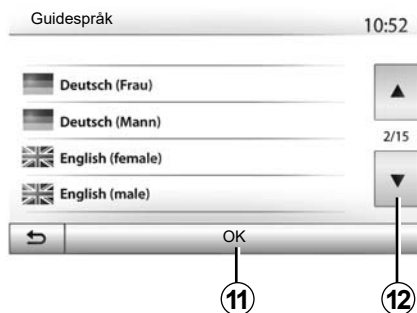 Guidespråk
10:52
Deutsch (Frau)
Deutsch (Mann)
2/15
English (female)
English (male)
OK
11
12